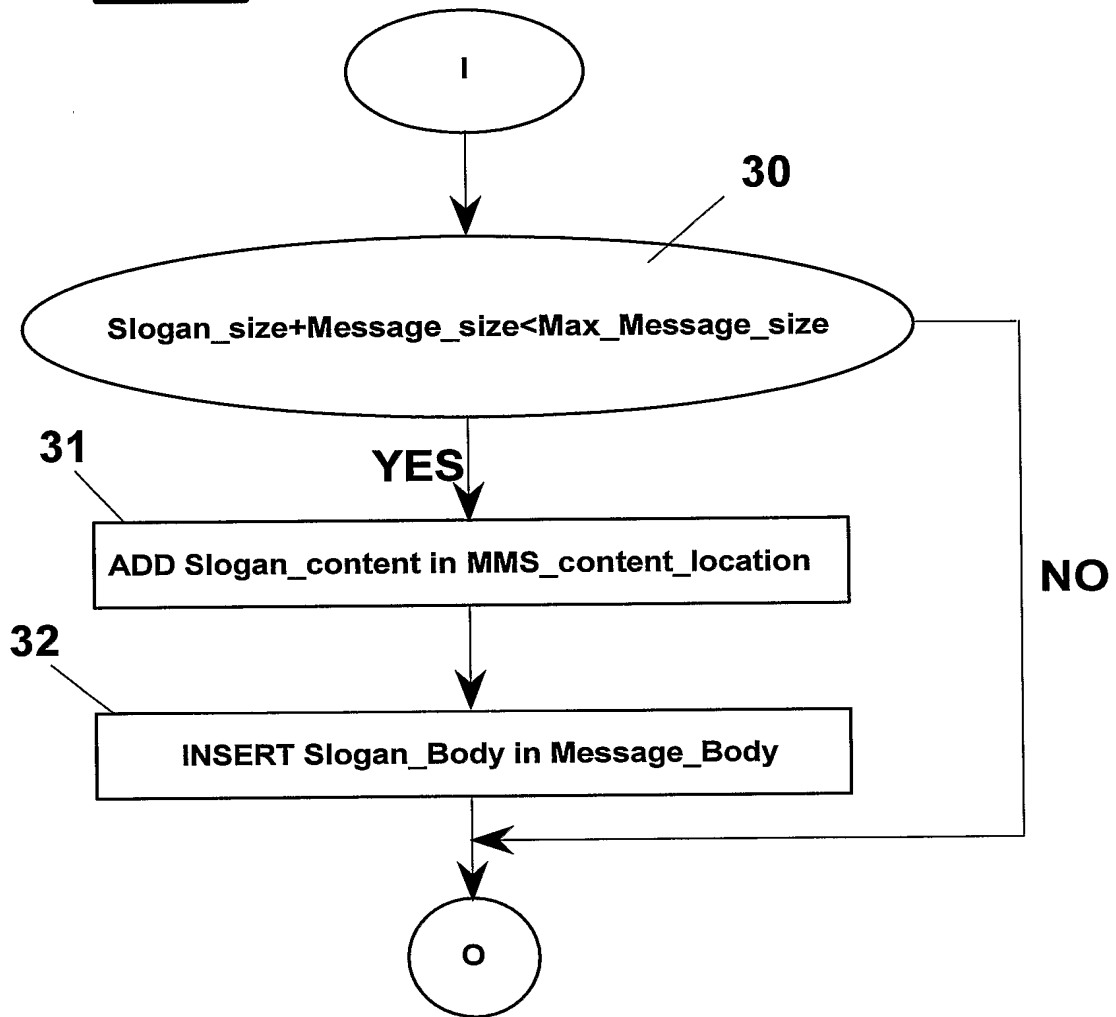 I
30
Slogan_size+Message_size<Max_Message_size
31
YES
ADD Slogan_content in MMS_content_location
NO
32
INSERT Slogan_Body in Message_Body
O